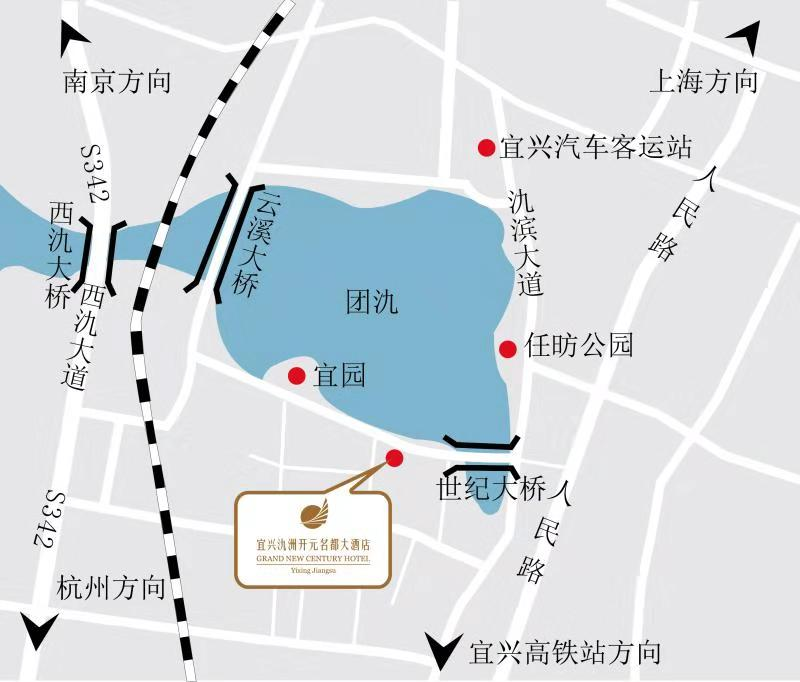 南京方向
上海方向
S342
宜兴汽车客运站
人民路
西氿大桥
云溪大桥
氿滨大道
西氿大道
团氿
任昉公园
宜园
世纪大桥
人民路
S342
宜兴氿洲开元名都大酒店
GRAND NEW CENTURY HOTEL
Yixing Jiangsu
杭州方向
宜兴高铁站方向